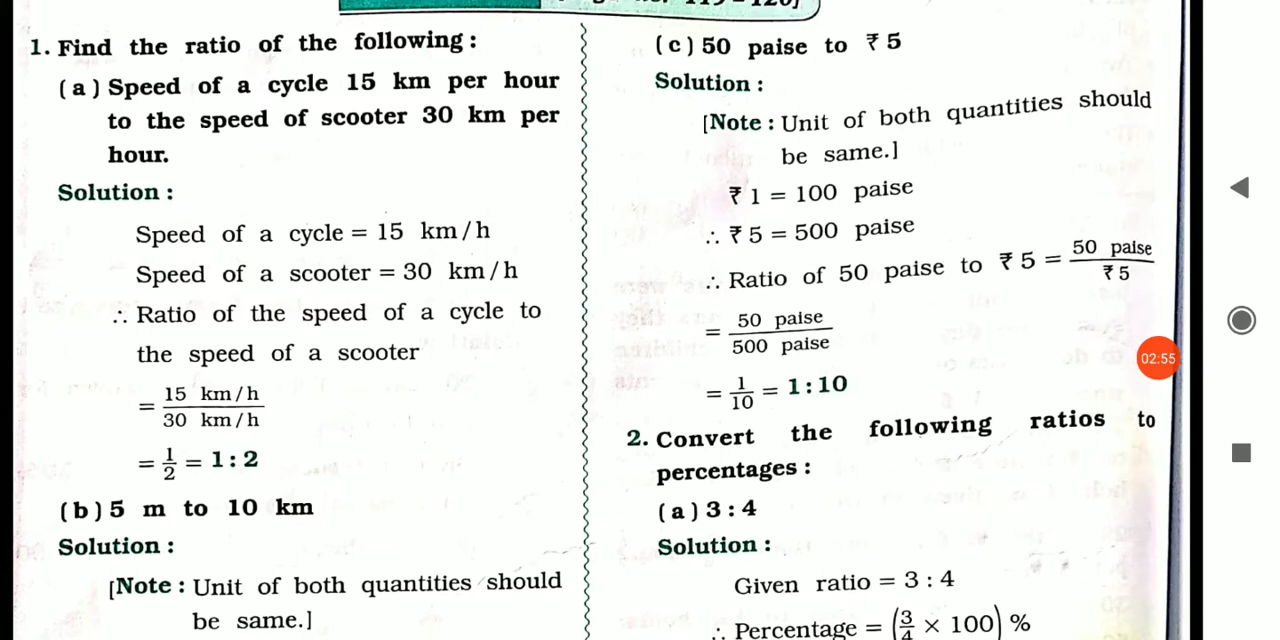 119–120]
1. Find the ratio of the following :
(a) Speed of a cycle 15 km per hour
to the speed of scooter 30 km per
hour.
Solution :
Speed of a cycle = 15 km/h
Speed of a scooter = 30 km/h
∴ Ratio of the speed of a cycle to
the speed of a scooter
= 15 km/h / 30 km/h
= 1/2 = 1 : 2
(b) 5 m to 10 km
Solution :
[Note : Unit of both quantities should
be same.]
(c) 50 paise to ₹ 5
Solution :
[Note : Unit of both quantities should
be same.]
₹ 1 = 100 paise
∴ ₹ 5 = 500 paise
∴ Ratio of 50 paise to ₹ 5 = 50 paise / ₹ 5
= 50 paise / 500 paise
= 1/10 = 1 : 10
2. Convert the following ratios to
percentages :
(a) 3 : 4
Solution :
Given ratio = 3 : 4
∴ Percentage = (3/4 × 100) %
02:55